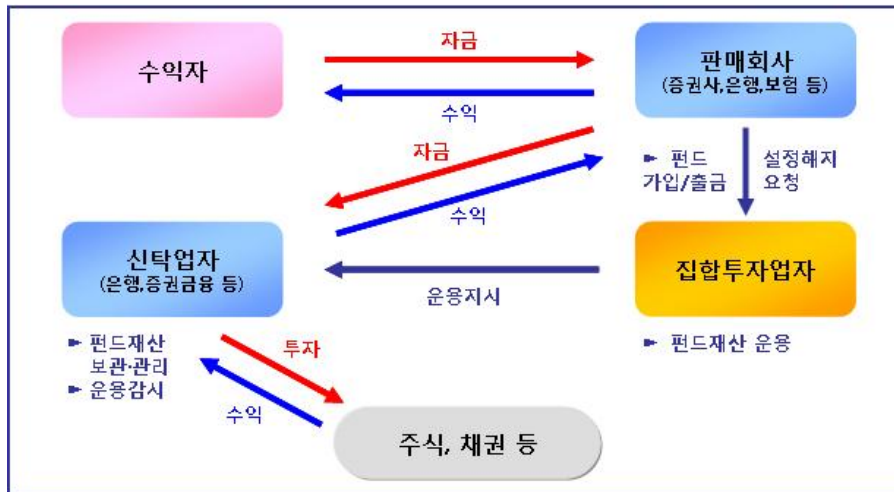 수익자
자금
수익
판매회사
(증권사,은행,보험 등)
자금
수익
► 펀드
가입/출금
설정해지
요청
신탁업자
(은행,증권금융 등)
운용지시
집합투자업자
► 펀드재산
보관·관리
► 운용감시
투자
수익
► 펀드재산 운용
주식, 채권 등